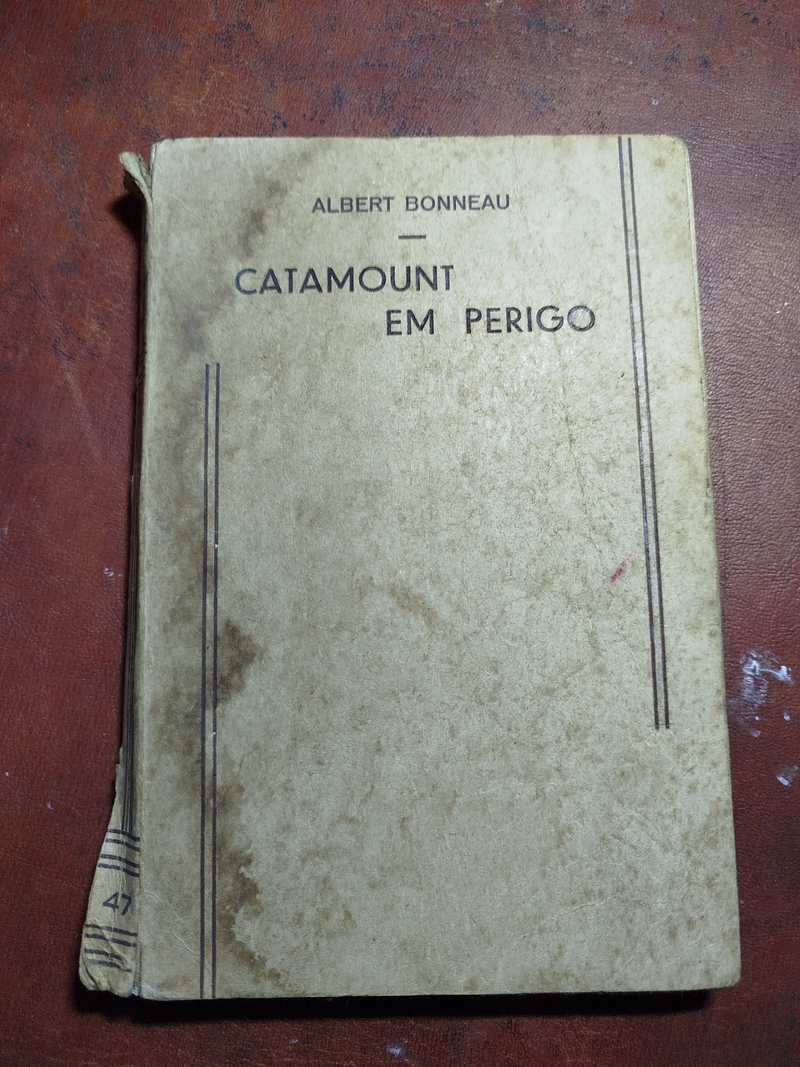 ALBERT BONNEAU
CATAMOUNT
EM PERIGO
47